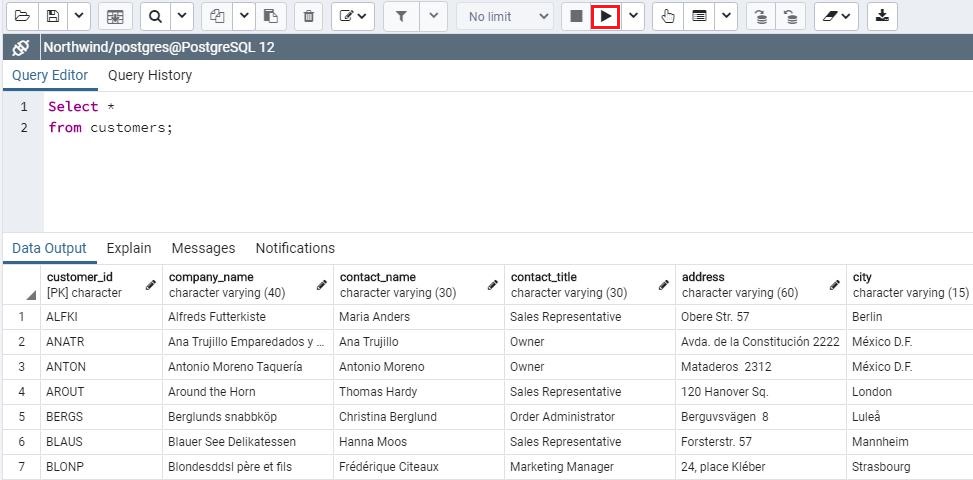 No limit
Northwind/postgres@PostgreSQL 12
Query Editor Query History
1 Select *
2 from customers;
Data Output Explain Messages Notifications
customer_id company_name contact_name contact_title address city
[PK] character character varying (40) character varying (30) character varying (30) character varying (60) character varying (15)
1 ALFKI Alfreds Futterkiste Maria Anders Sales Representative Obere Str. 57 Berlin
2 ANATR Ana Trujillo Emparedados y ... Ana Trujillo Owner Avda. de la Constitución 2222 México D.F.
3 ANTON Antonio Moreno Taquería Antonio Moreno Owner Mataderos 2312 México D.F.
4 AROUT Around the Horn Thomas Hardy Sales Representative 120 Hanover Sq. London
5 BERGS Berglunds snabbköp Christina Berglund Order Administrator Berguvsvägen 8 Luleå
6 BLAUS Blauer See Delikatessen Hanna Moos Sales Representative Forsterstr. 57 Mannheim
7 BLONP Blondesddsl père et fils Frédérique Citeaux Marketing Manager 24, place Kléber Strasbourg